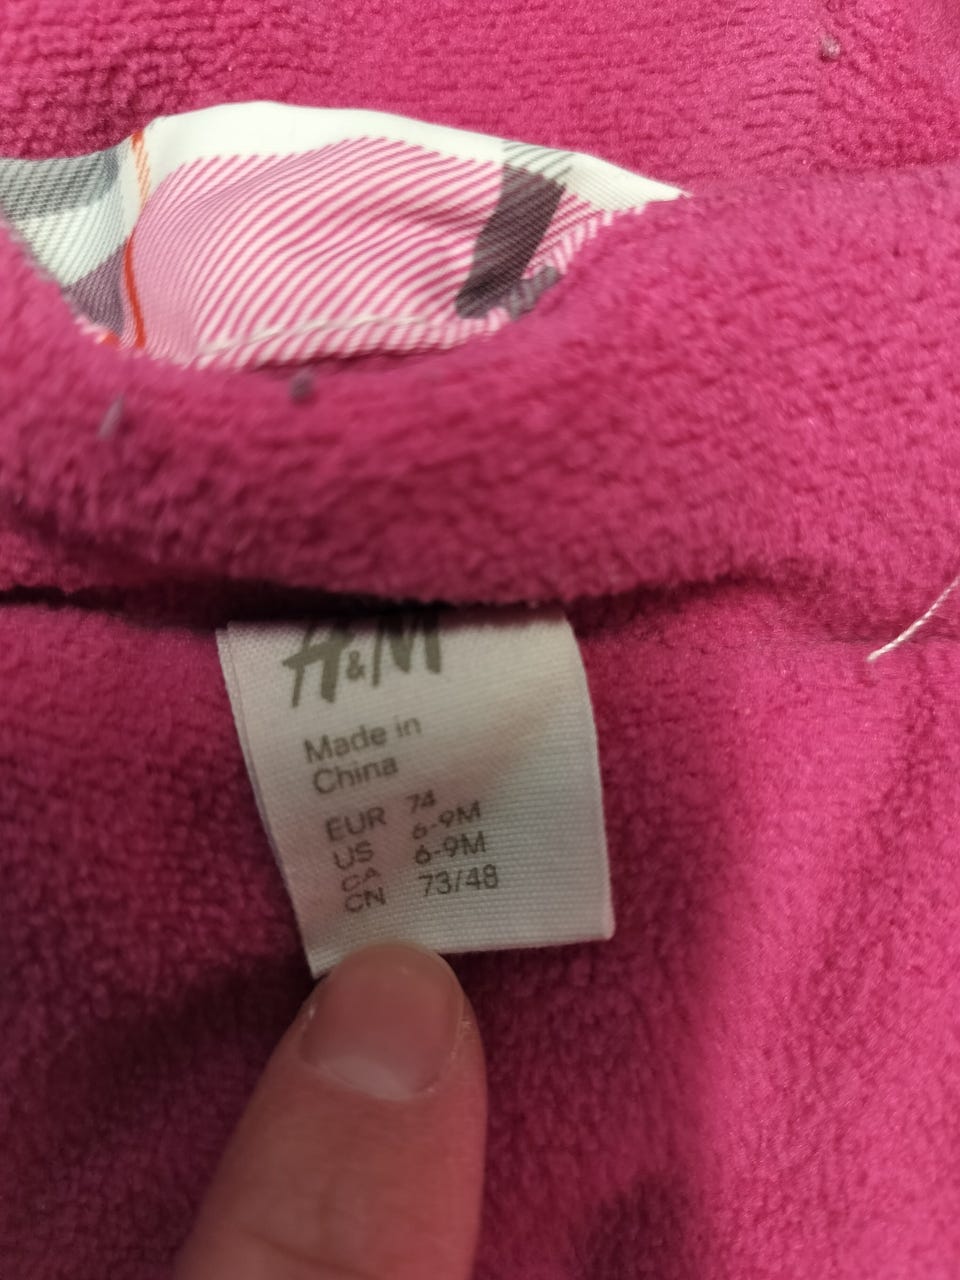 H&M
Made in
China
EUR 74
US 6-9M
CA 6-9M
CN 73/48